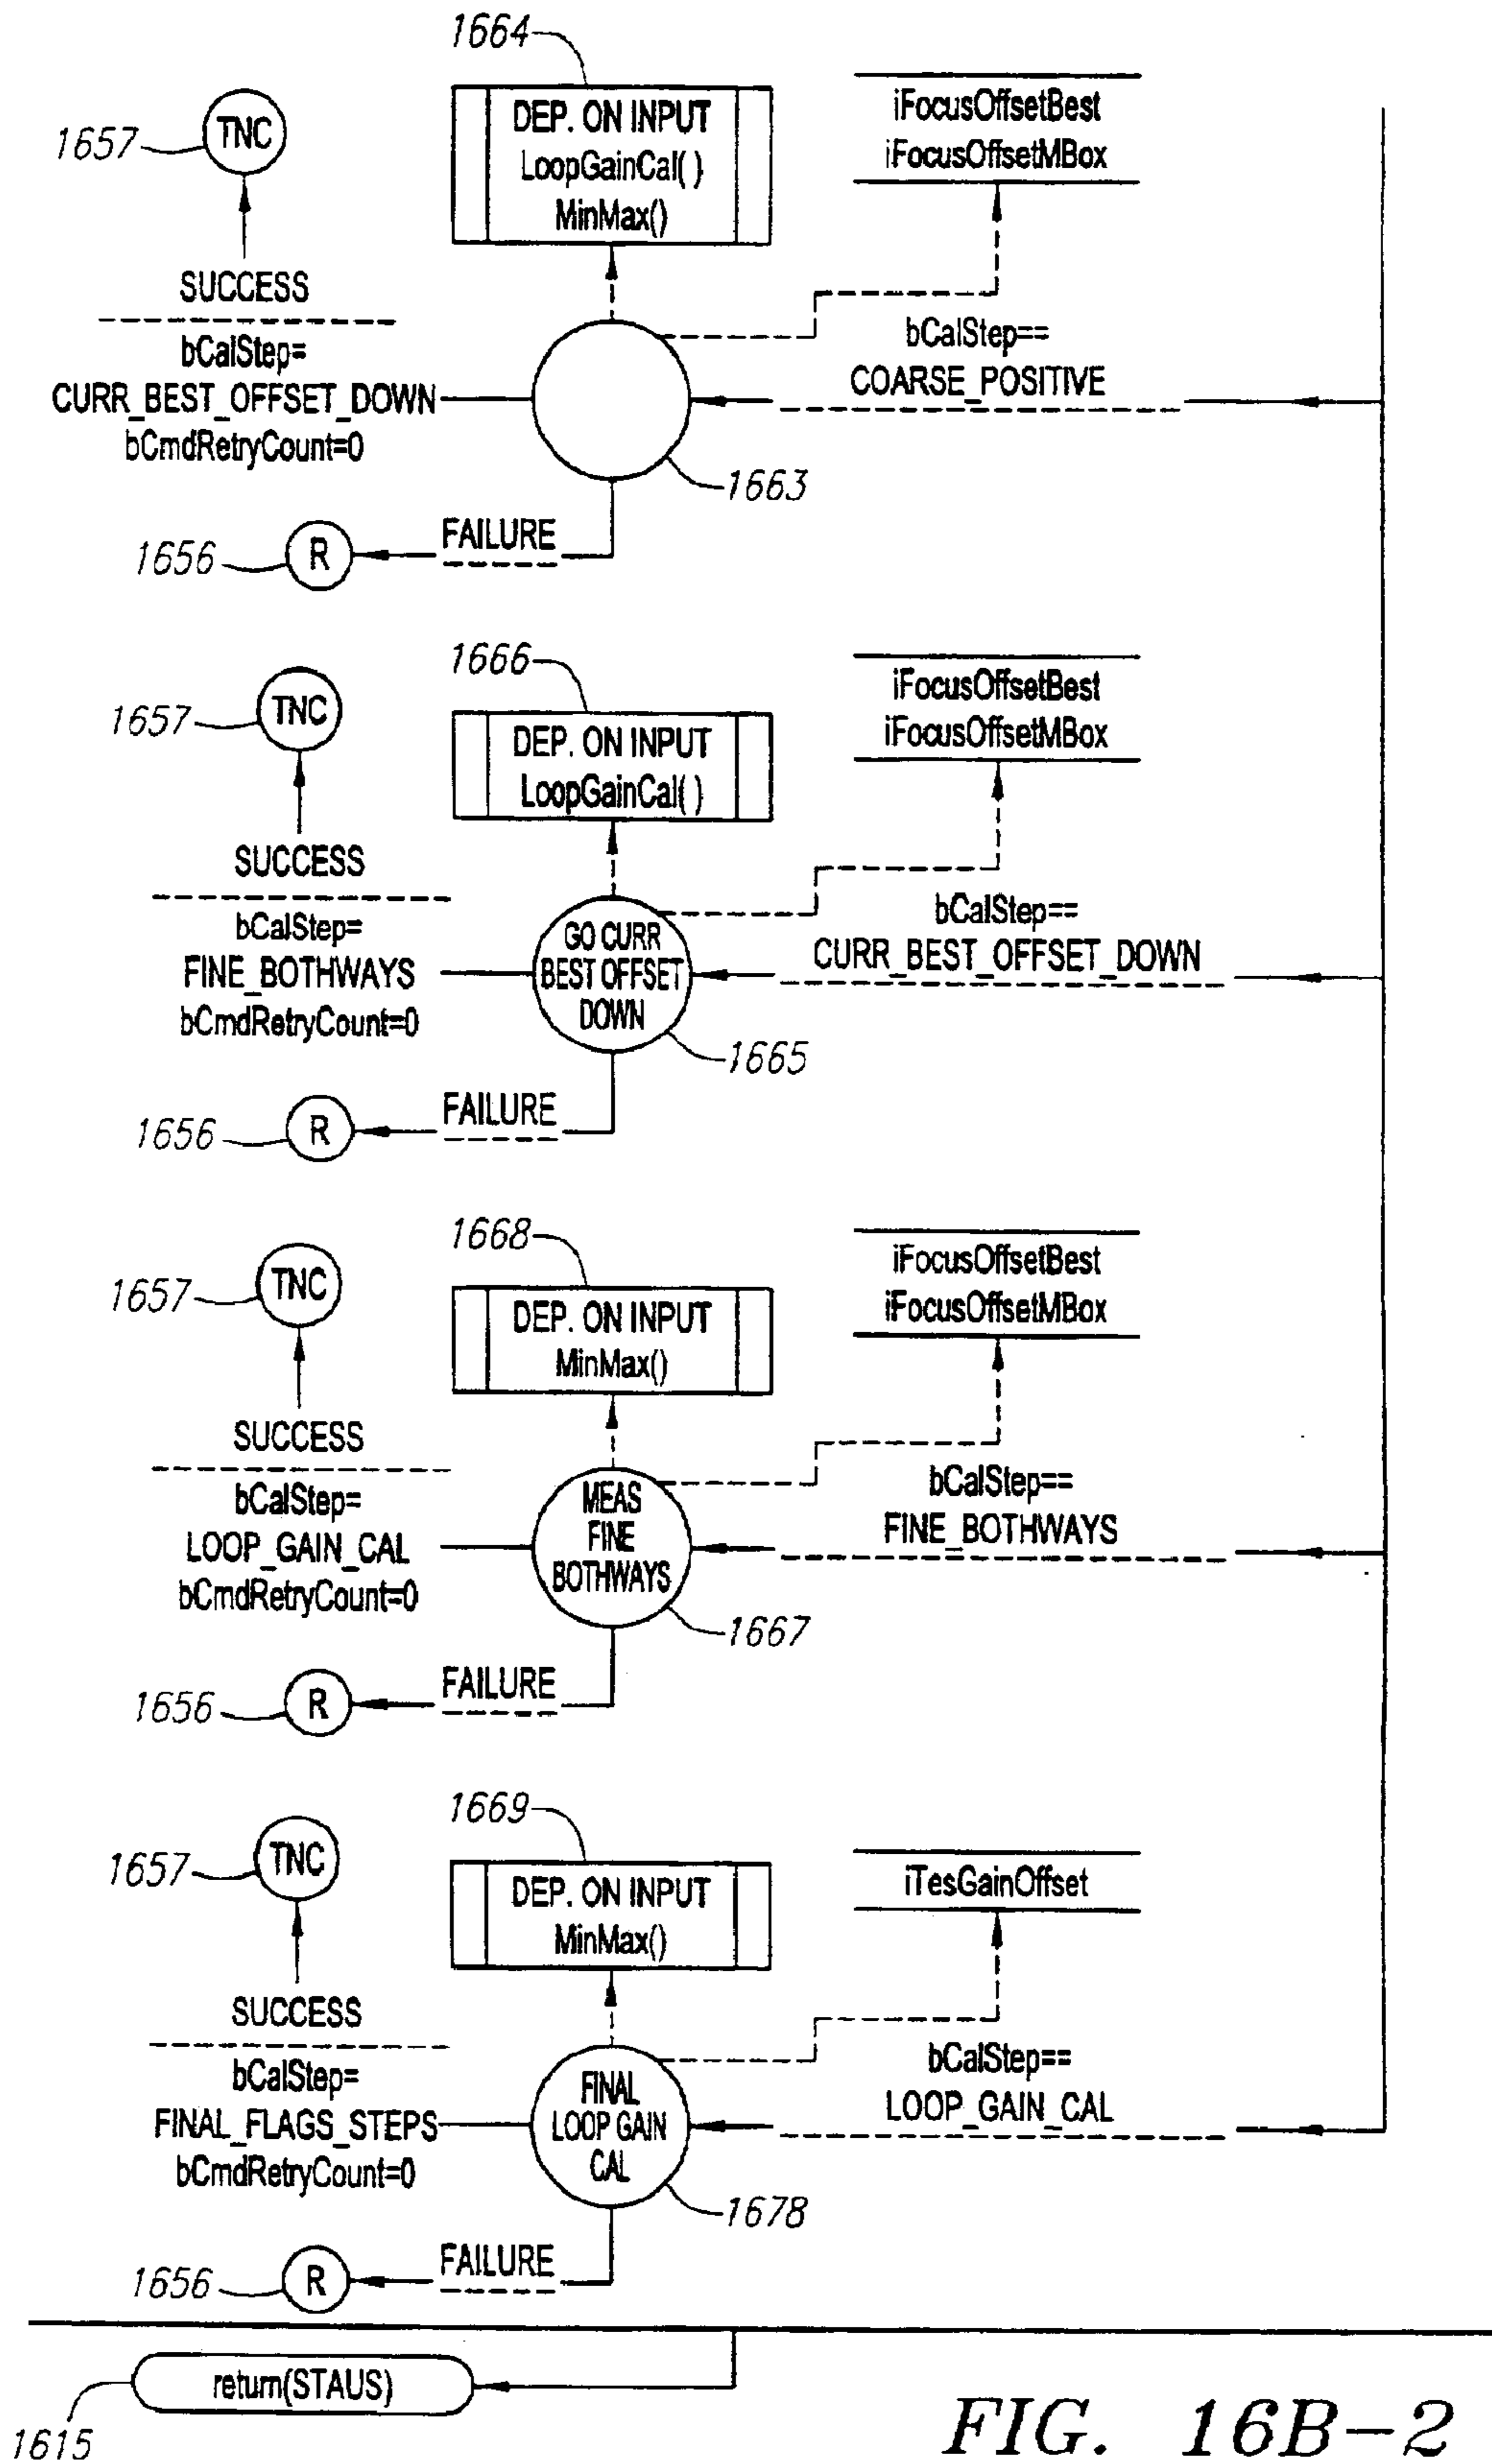 1664
DEP. ON INPUT
LoopGainCal( )
MinMax()
iFocusOffsetBest
iFocusOffsetMBox
1657
TNC
SUCCESS
bCalStep=
CURR_BEST_OFFSET_DOWN
bCmdRetryCount=0
bCalStep==
COARSE_POSITIVE
1663
1656
R
FAILURE
1666
DEP. ON INPUT
LoopGainCal( )
iFocusOffsetBest
iFocusOffsetMBox
1657
TNC
SUCCESS
bCalStep=
FINE_BOTHWAYS
bCmdRetryCount=0
GO CURR
BEST OFFSET
DOWN
bCalStep==
CURR_BEST_OFFSET_DOWN
1665
1656
R
FAILURE
1668
DEP. ON INPUT
MinMax()
iFocusOffsetBest
iFocusOffsetMBox
1657
TNC
SUCCESS
bCalStep=
LOOP_GAIN_CAL
bCmdRetryCount=0
MEAS
FINE
BOTHWAYS
bCalStep==
FINE_BOTHWAYS
1667
1656
R
FAILURE
1669
DEP. ON INPUT
MinMax()
iTesGainOffset
1657
TNC
SUCCESS
bCalStep=
FINAL_FLAGS_STEPS
bCmdRetryCount=0
FINAL
LOOP GAIN
CAL
bCalStep==
LOOP_GAIN_CAL
1678
1656
R
FAILURE
return(STAUS)
1615
FIG. 16B-2